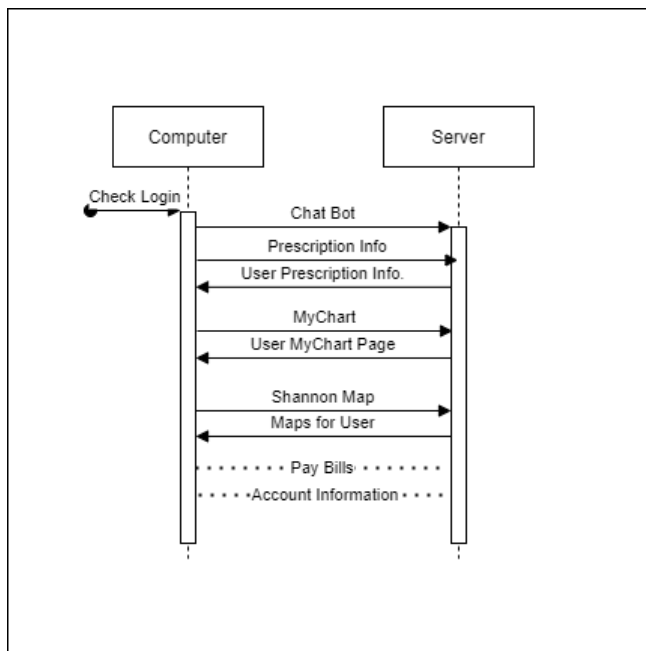 Computer
Server
Check Login
Chat Bot
Prescription Info
User Prescription Info.
MyChart
User MyChart Page
Shannon Map
Maps for User
Pay Bills
Account Information